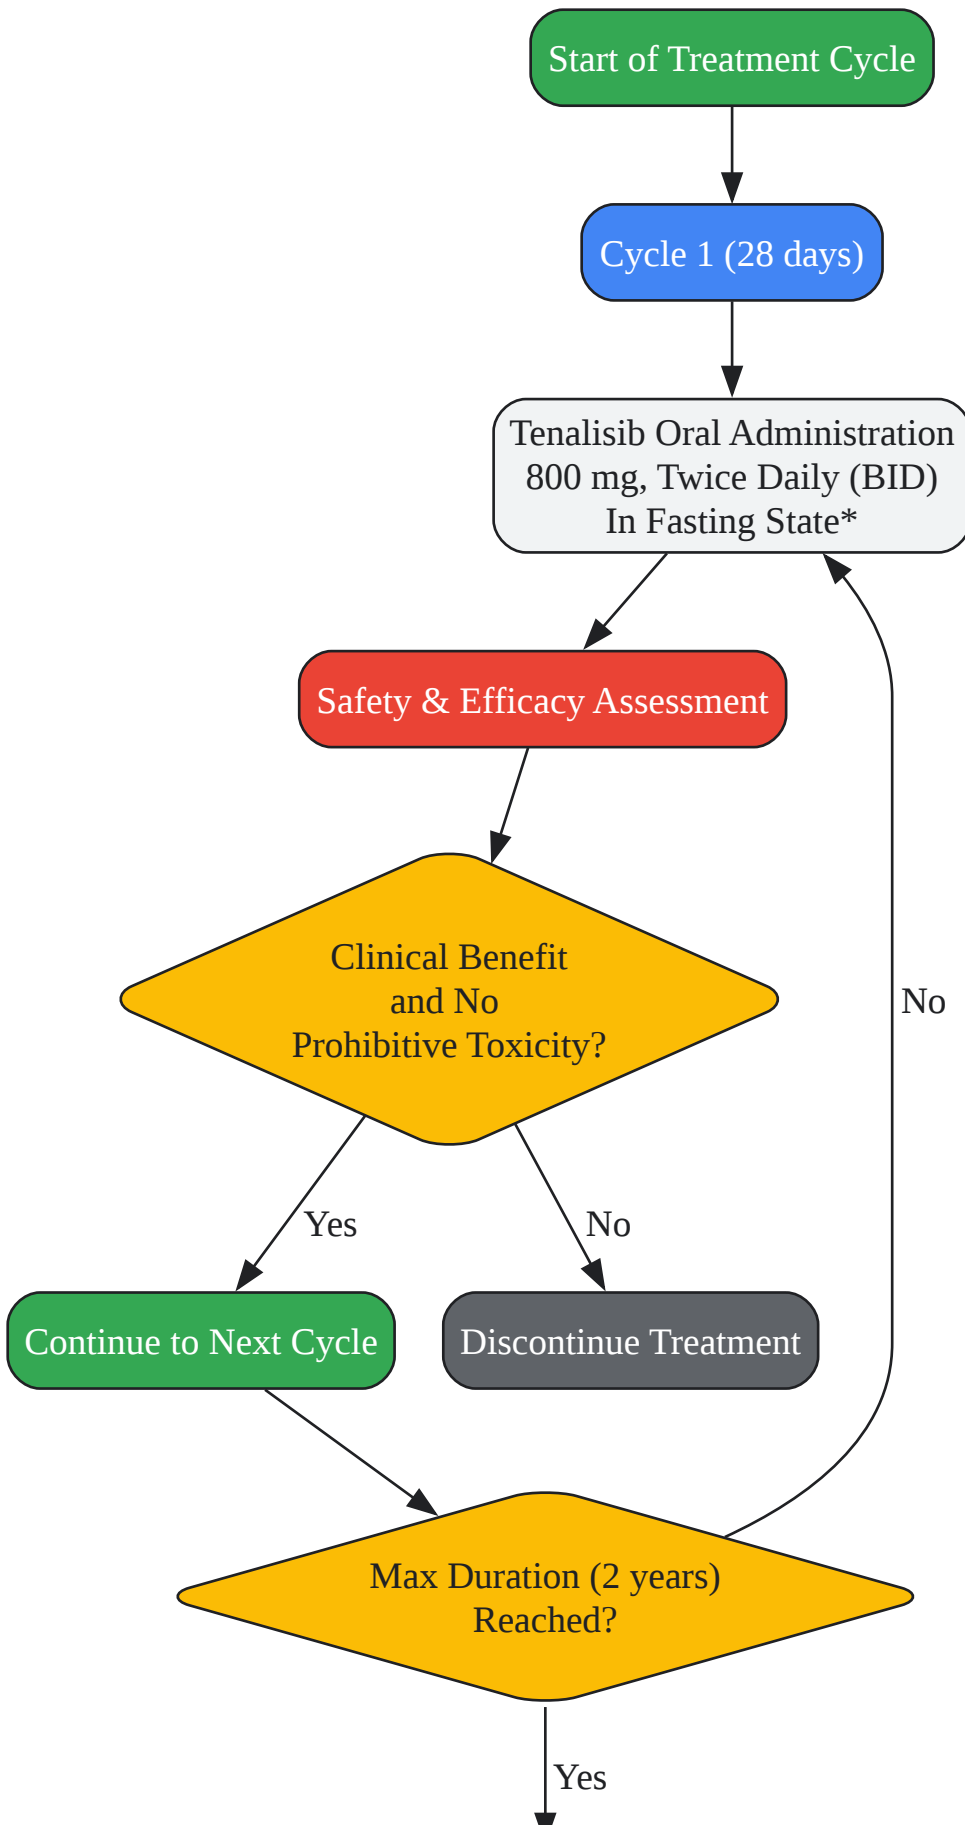 Start of Treatment Cycle
Cycle 1 (28 days)
Tenalisib Oral Administration
800 mg, Twice Daily (BID)
In Fasting State*
Safety & Efficacy Assessment
Clinical Benefit
and No
Prohibitive Toxicity?
No
Yes
No
Continue to Next Cycle
Discontinue Treatment
Max Duration (2 years)
Reached?
Yes